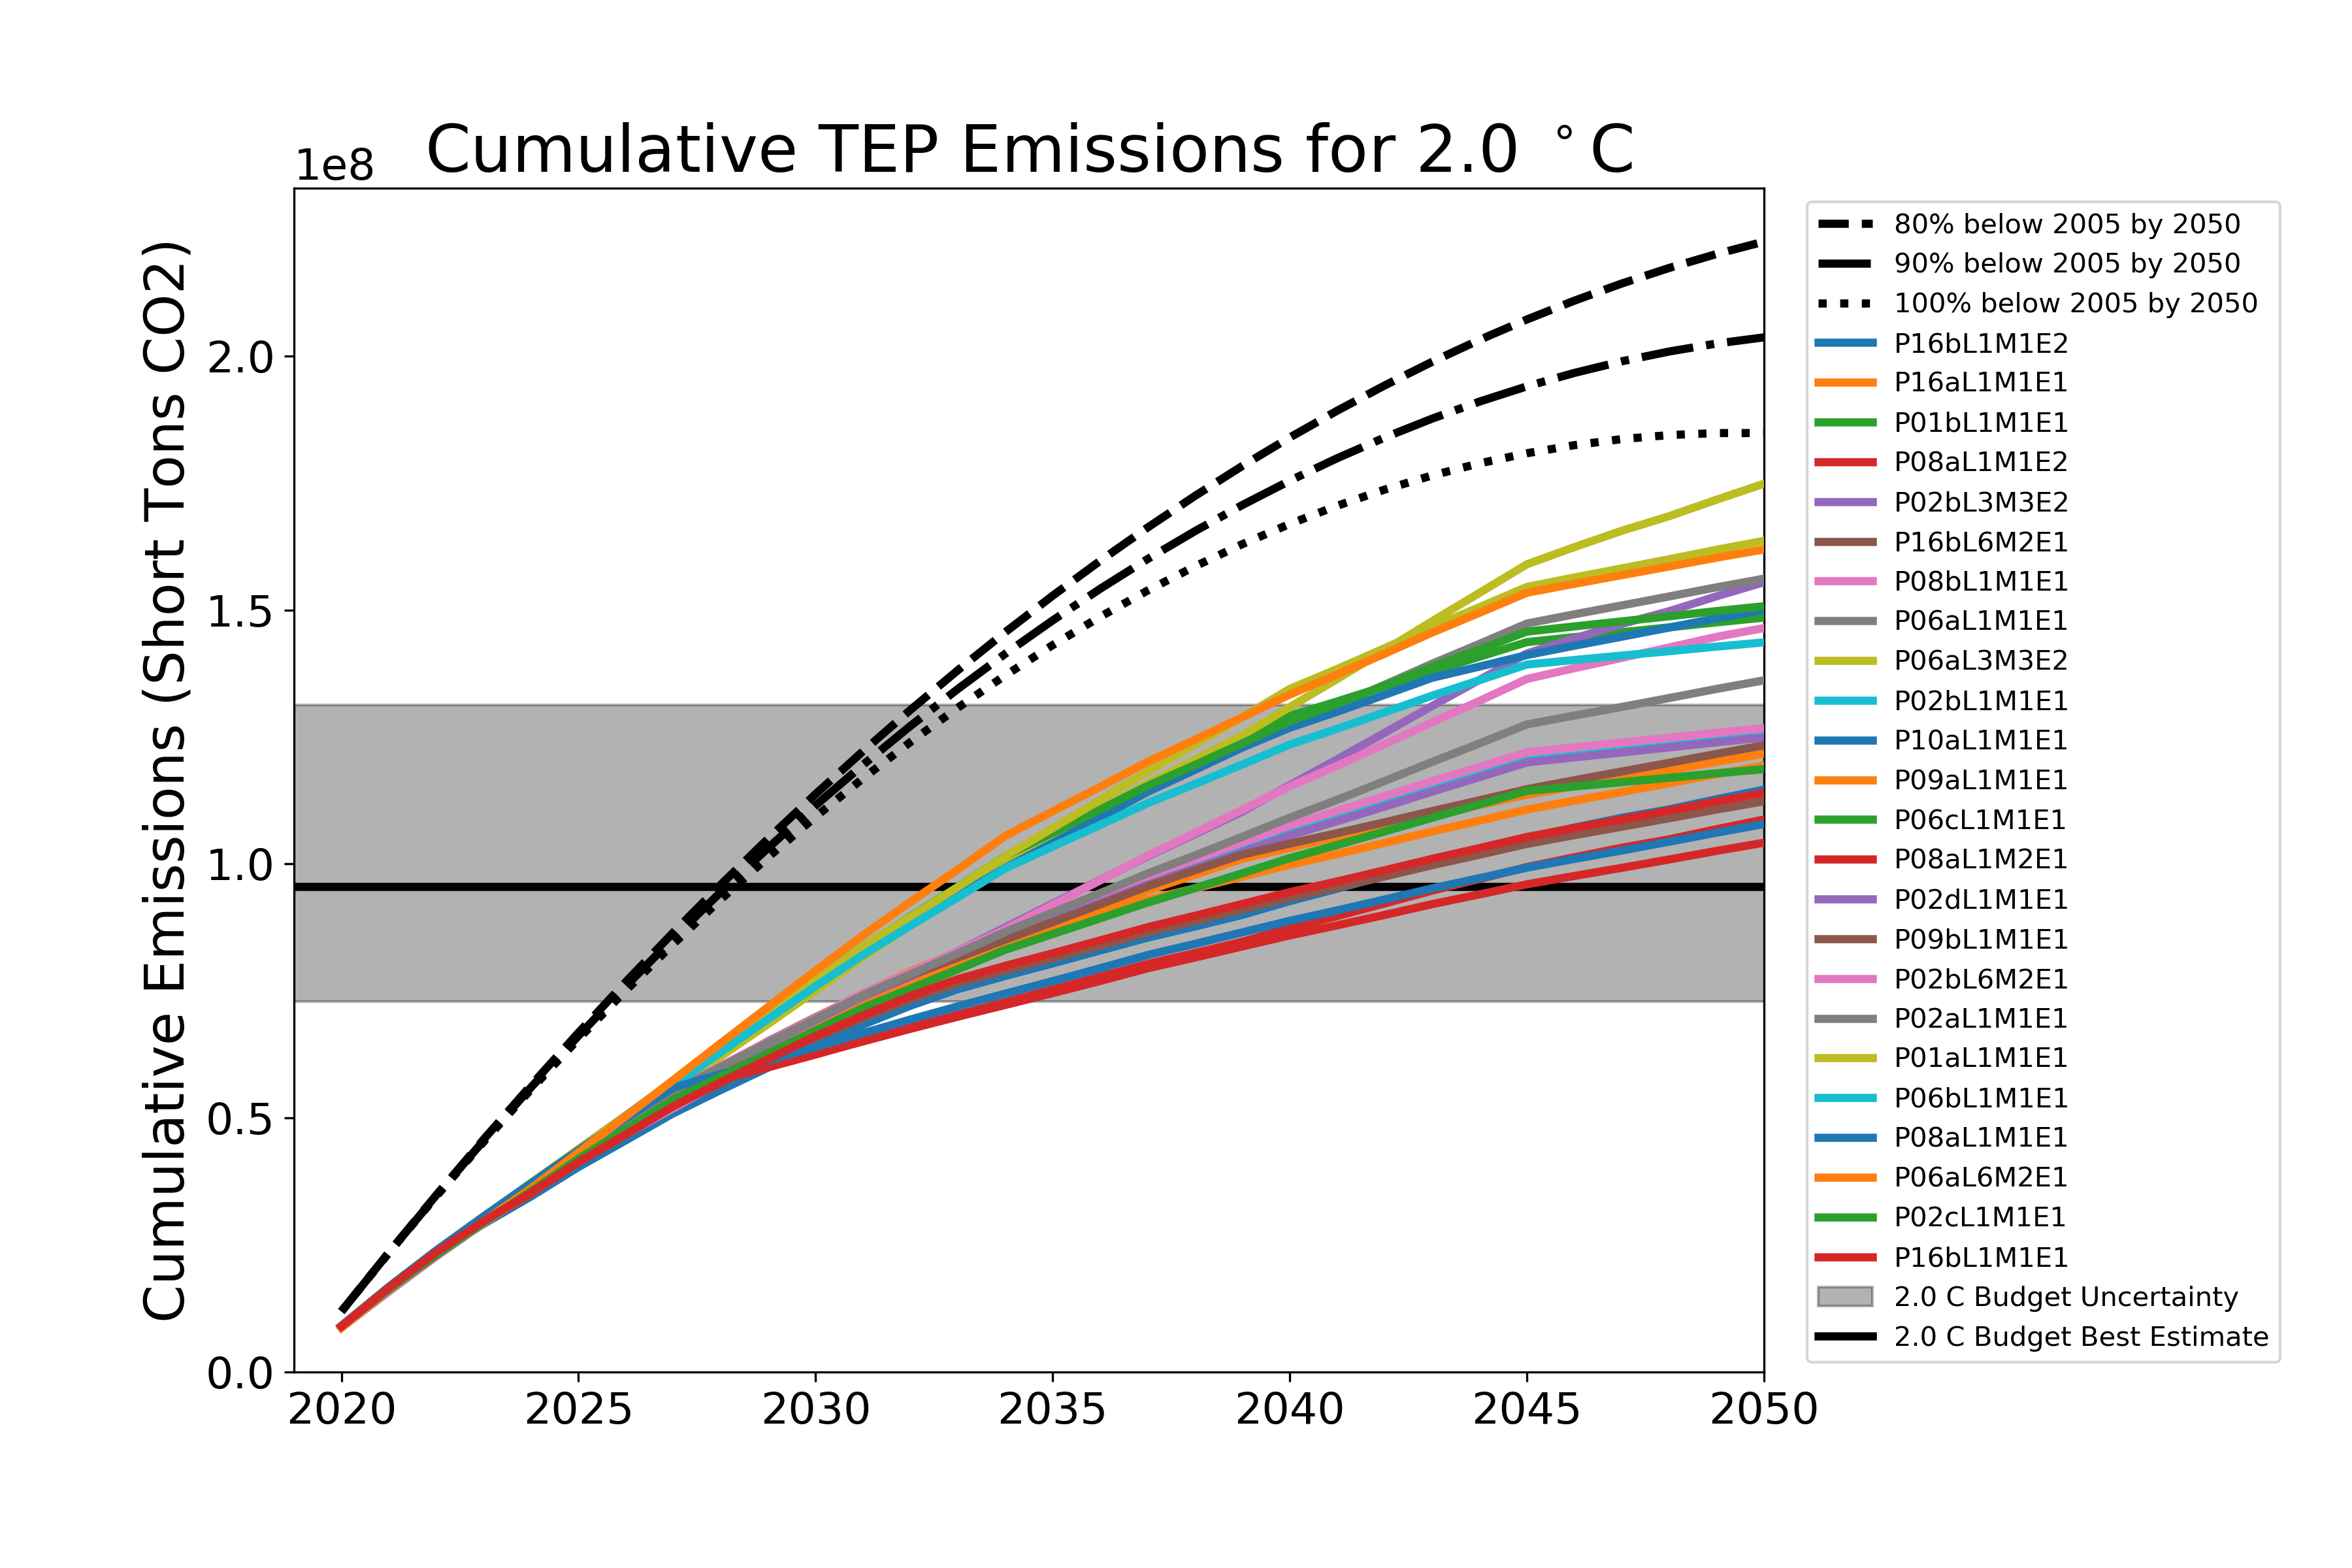 Cumulative TEP Emissions for 2.0 °C
1e8
Cumulative Emissions (Short Tons CO2)
2.0
1.5
1.0
0.5
0.0
2020 2025 2030 2035 2040 2045 2050
80% below 2005 by 2050
90% below 2005 by 2050
100% below 2005 by 2050
P16bL1M1E2
P16aL1M1E1
P01bL1M1E1
P08aL1M1E2
P02bL3M3E2
P16bL6M2E1
P08bL1M1E1
P06aL1M1E1
P06aL3M3E2
P02bL1M1E1
P10aL1M1E1
P09aL1M1E1
P06cL1M1E1
P08aL1M2E1
P02dL1M1E1
P09bL1M1E1
P02bL6M2E1
P02aL1M1E1
P01aL1M1E1
P06bL1M1E1
P08aL1M1E1
P06aL6M2E1
P02cL1M1E1
P16bL1M1E1
2.0 C Budget Uncertainty
2.0 C Budget Best Estimate